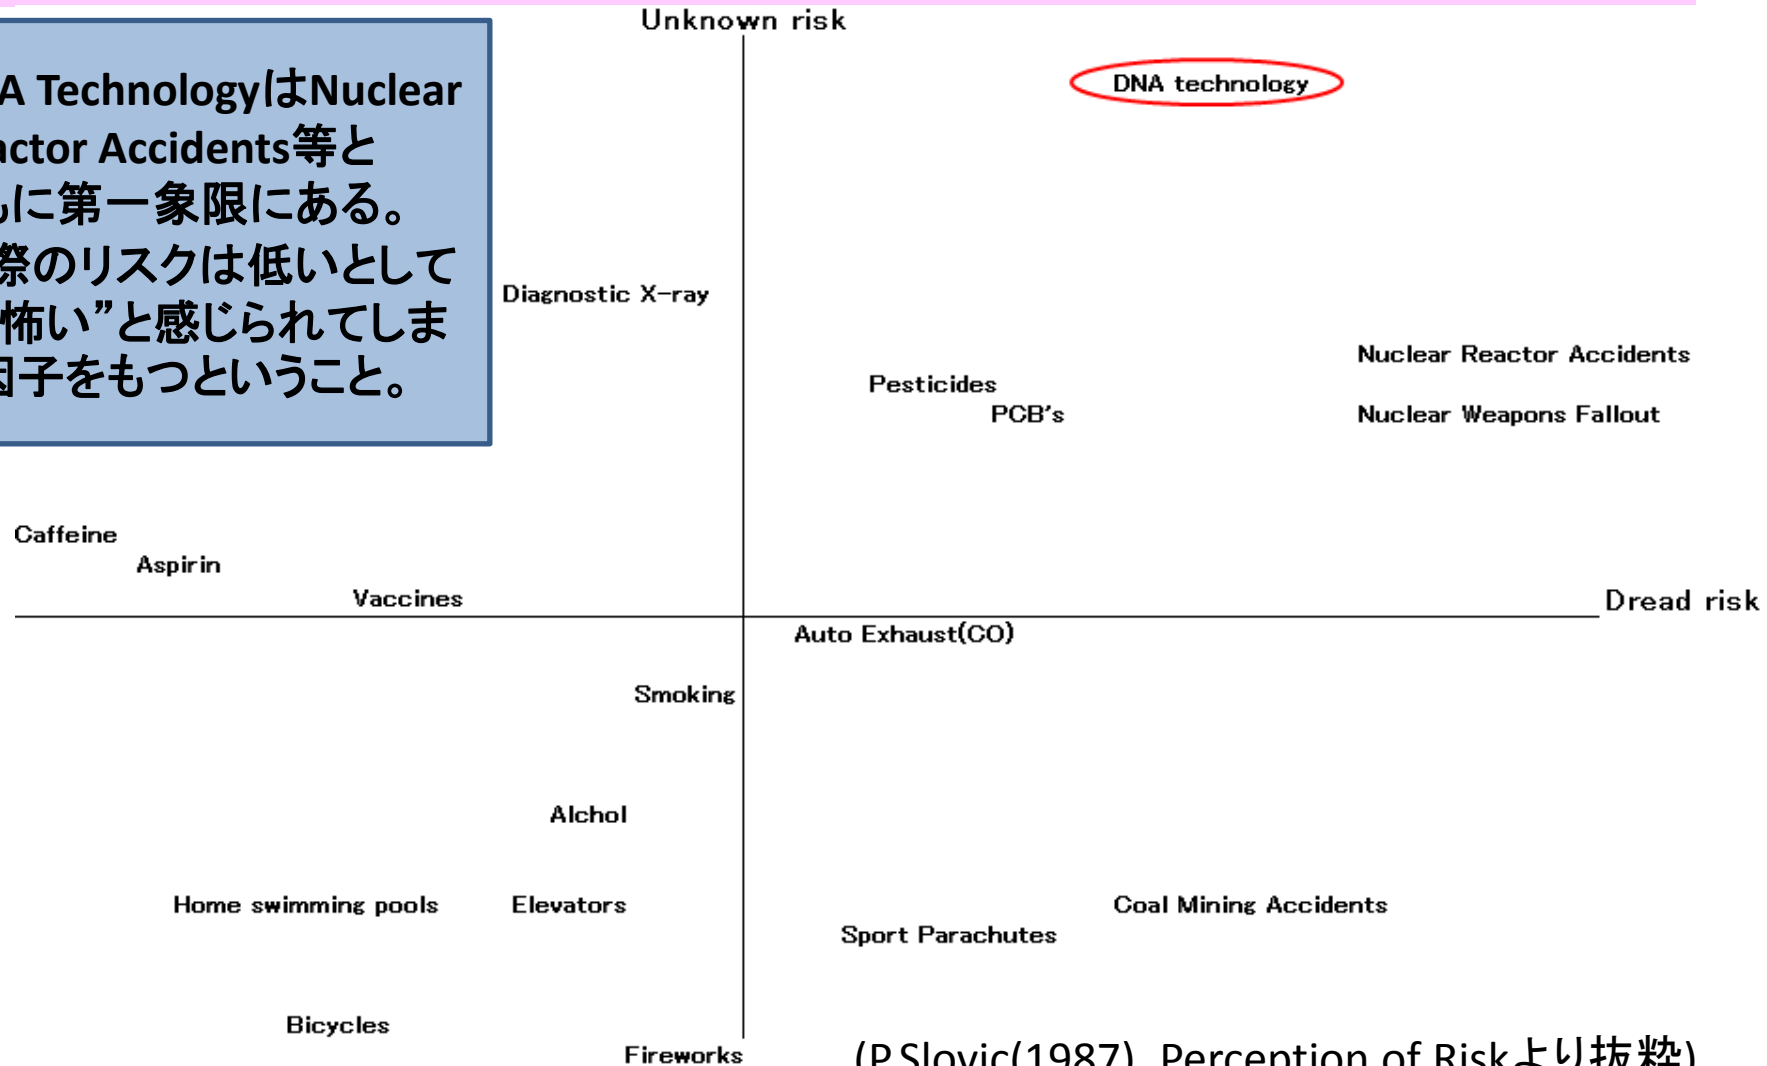 Unknown risk
DNA technology
A TechnologyはNuclear
actor Accidents等と
もに第一象限にある。
際のリスクは低いとして
怖い”と感じられてしま
因子をもつということ。
Diagnostic X-ray
Nuclear Reactor Accidents
Pesticides
PCB's
Nuclear Weapons Fallout
Caffeine
Aspirin
Vaccines
Dread risk
Auto Exhaust(CO)
Smoking
Alchol
Home swimming pools
Elevators
Coal Mining Accidents
Sport Parachutes
Bicycles
Fireworks
(P.Slovic(1987). Perception of Riskより抜粋)